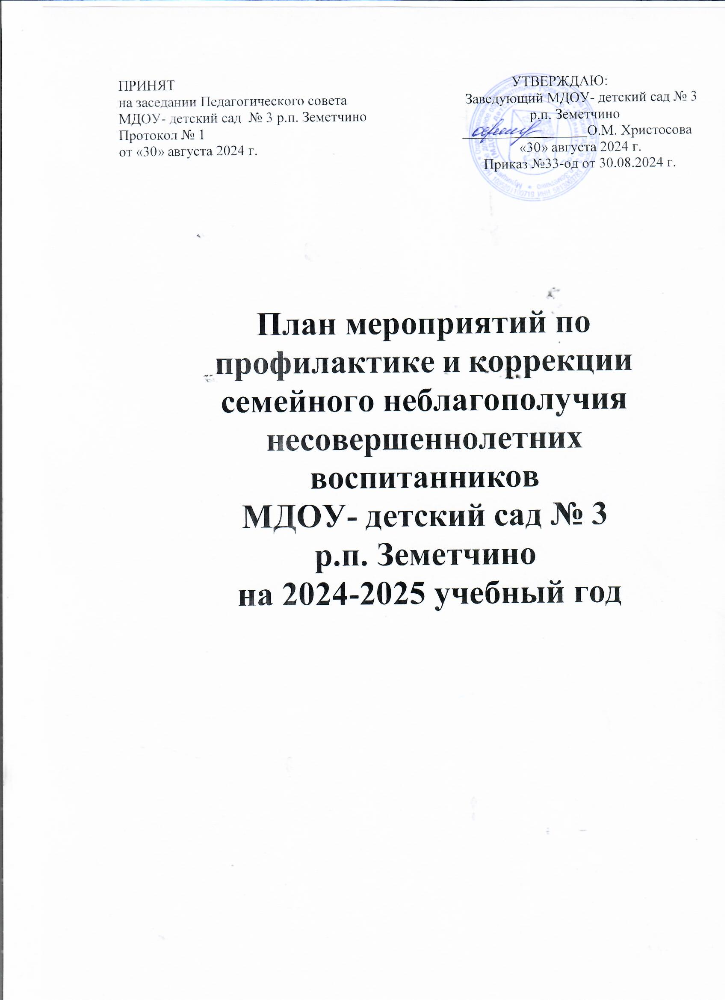 ПРИНЯТ
на заседании Педагогического совета
МДОУ- детский сад № 3 р.п. Земетчино
Протокол № 1
от «30» августа 2024 г.
УТВЕРЖДАЮ:
Заведующий МДОУ- детский сад № 3
р.п. Земетчино
О.М. Христосова
«30» августа 2024 г.
Приказ №33-од от 30.08.2024 г.
План мероприятий по
профилактике и коррекции
семейного неблагополучия
несовершеннолетних
воспитанников
МДОУ- детский сад № 3
р.п. Земетчино
на 2024-2025 учебный год